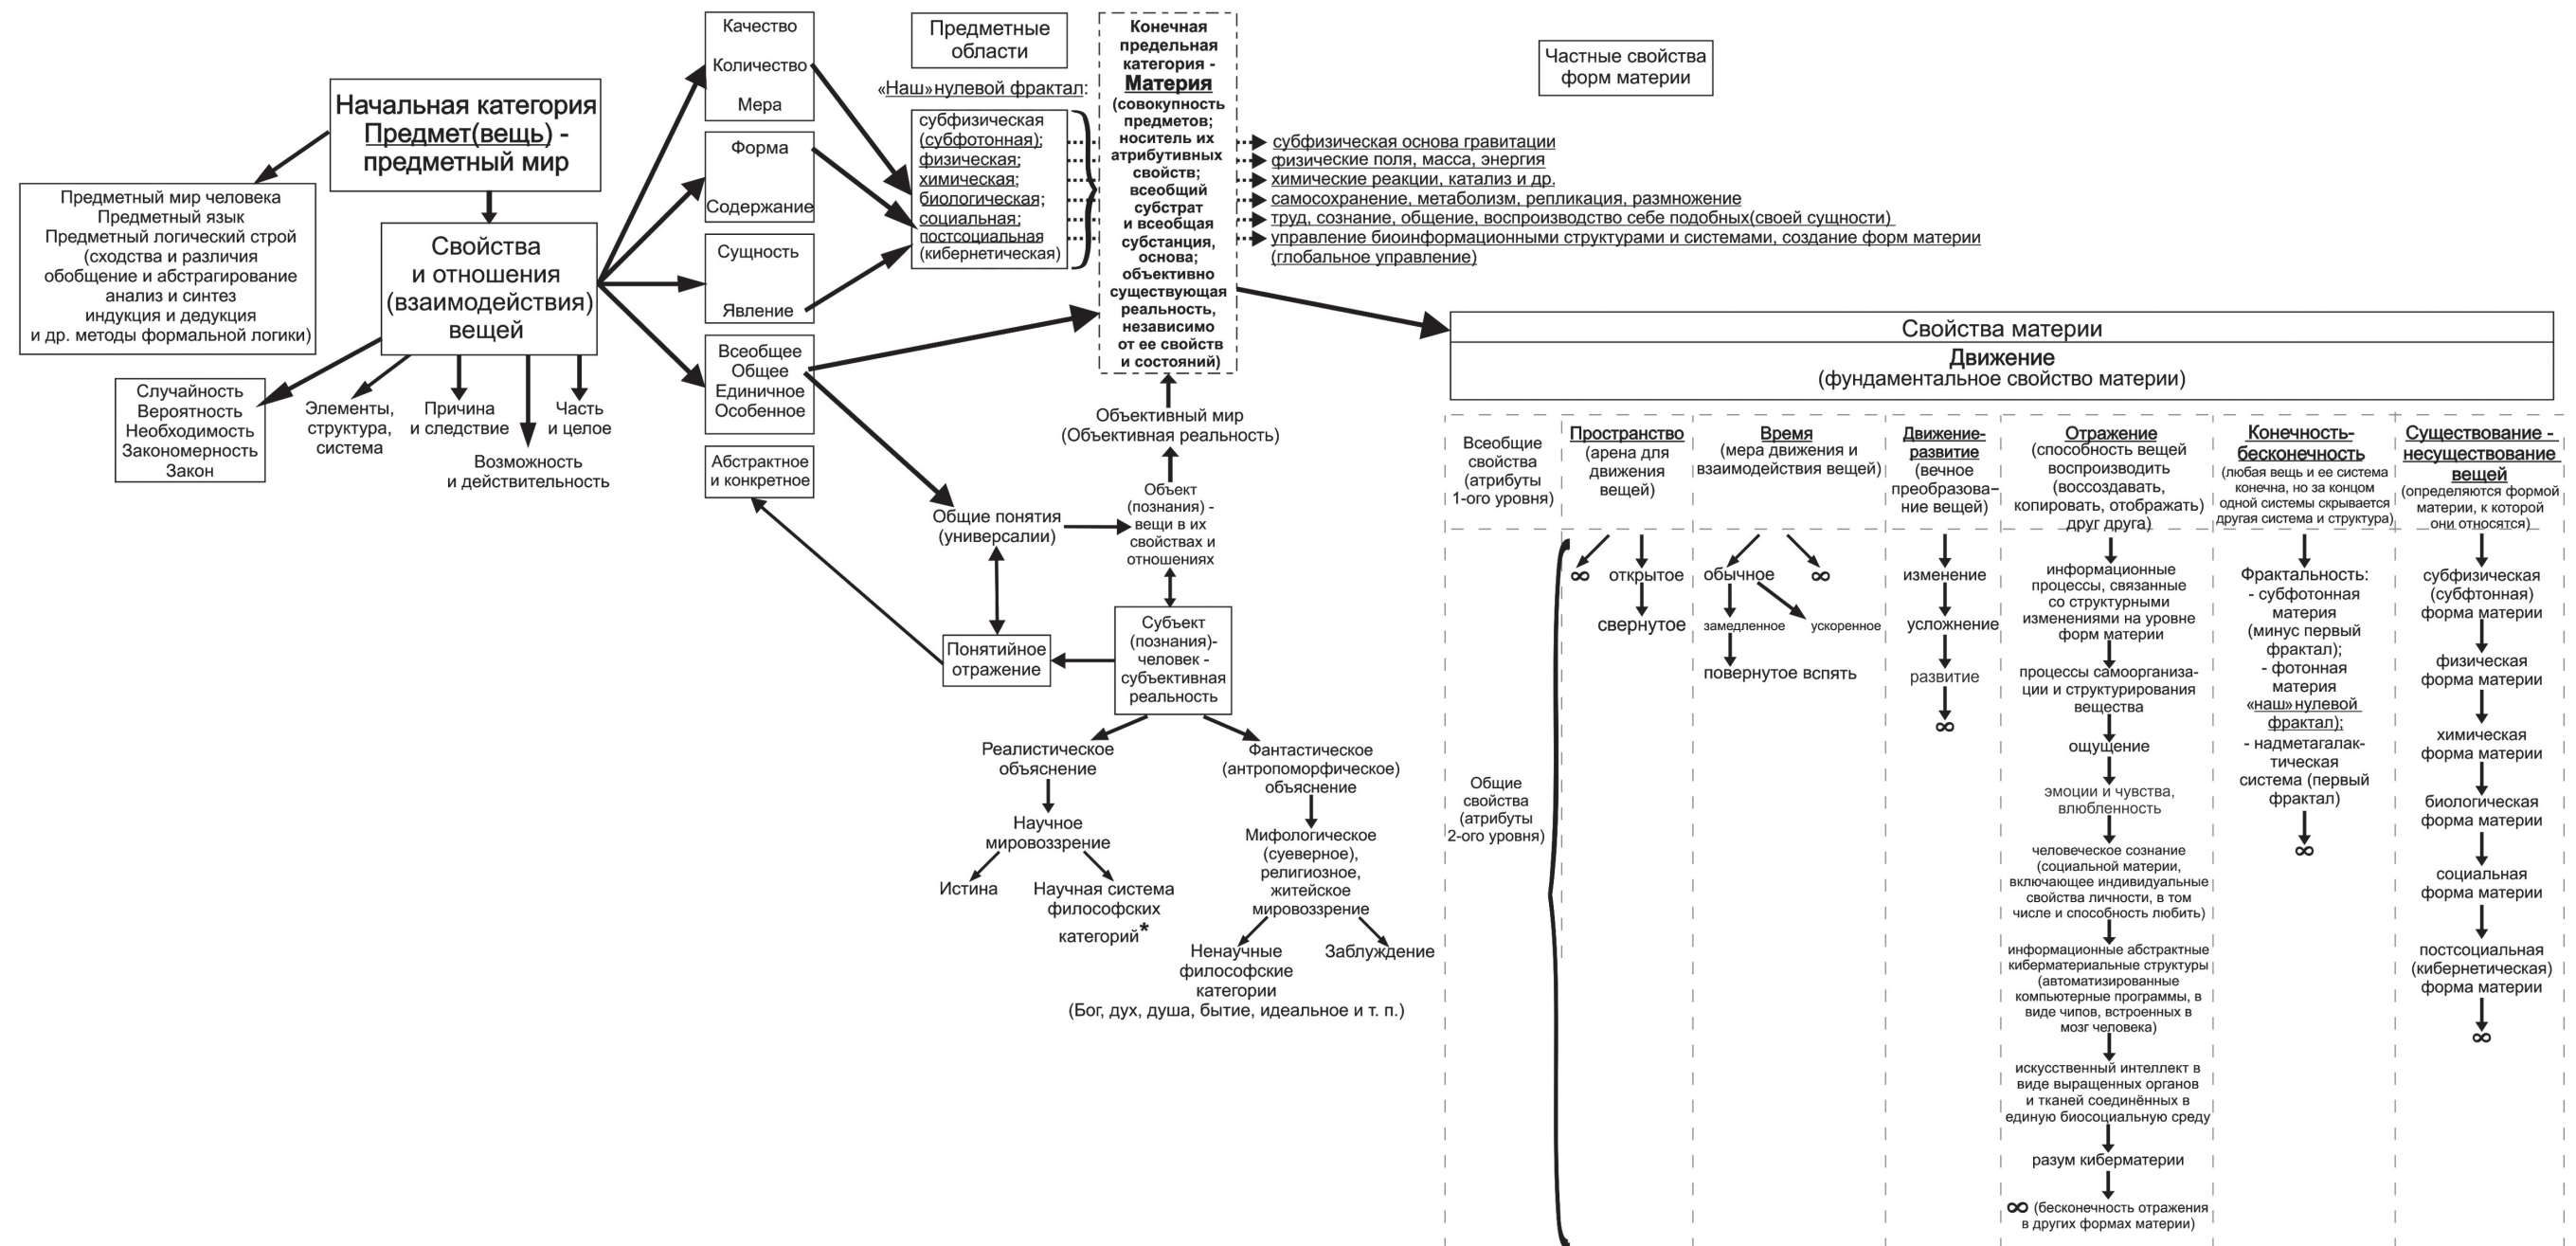 Начальная категория
Предмет(вещь) -
предметный мир
Предметный мир человека
Предметный язык
Предметный логический строй
(сходства и различия
обобщение и абстрагирование
анализ и синтез
индукция и дедукция
и др. методы формальной логики)
Свойства
и отношения
(взаимодействия)
вещей
Случайность
Вероятность
Необходимость
Закономерность
Закон
Элементы,
структура,
система
Причина
и следствие
Возможность
и действительность
Часть
и целое
Качество
Количество
Мера
Форма
Содержание
Сущность
Явление
Всеобщее
Общее
Единичное
Особенное
Абстрактное
и конкретное
Предметные
области
«Наш»нулевой фрактал:
субфизическая
(субфотонная);
физическая;
химическая;
биологическая;
социальная;
постсоциальная
(кибернетическая)
Конечная
предельная
категория -
Материя
(совокупность
предметов;
носитель их
атрибутивных
свойств;
всеобщий
субстрат
и всеобщая
субстанция,
основа;
объективно
существующая
реальность,
независимо
от ее свойств
и состояний)
Частные свойства
форм материи
субфизическая основа гравитации
физические поля, масса, энергия
химические реакции, катализ и др.
самосохранение, метаболизм, репликация, размножение
труд, сознание, общение, воспроизводство себе подобных(своей сущности)
управление биоинформационными структурами и системами, создание форм материи
(глобальное управление)
Объективный мир
(Объективная реальность)
Объект
(познания) -
вещи в их
свойствах и
отношениях
Общие понятия
(универсалии)
Понятийное
отражение
Субъект
(познания)-
человек -
субъективная
реальность
Реалистическое
объяснение
Научное
мировоззрение
Истина
Научная система
философских
категорий*
Фантастическое
(антропоморфическое)
объяснение
Мифологическое
(суеверное),
религиозное,
житейское
мировоззрение
Ненаучные
философские
категории
(Бог, дух, душа, бытие, идеальное и т. п.)
Заблуждение
Свойства материи
Движение
(фундаментальное свойство материи)
Всеобщие
свойства
(атрибуты
1-ого уровня)
Пространство
(арена для
движения
вещей)
Время
(мера движения и
взаимодействия вещей)
Движение-
развитие
(вечное
преобразова-
ние вещей)
Отражение
(способность вещей
воспроизводить
(воссоздавать,
копировать, отображать)
друг друга)
Конечность-
бесконечность
(любая вещь и ее система
конечна, но за концом
одной системы скрывается
другая система и структура)
Существование -
несуществование
вещей
(определяются формой
материи, к которой
они относятся)
Общие
свойства
(атрибуты
2-ого уровня)
∞
открытое
свернутое
обычное
∞
замедленное
ускоренное
повернутое вспять
изменение
усложнение
развитие
∞
информационные
процессы, связанные
со структурными
изменениями на уровне
форм материи
процессы самоорганиза-
ции и структурирования
вещества
ощущение
эмоции и чувства,
влюбленность
человеческое сознание
(социальной материи,
включающее индивидуальные
свойства личности, в том
числе и способность любить)
информационные абстрактные
киберматериальные структуры
(автоматизированные
компьютерные программы, в
виде чипов, встроенных в
мозг человека)
искусственный интеллект в
виде выращенных органов
и тканей соединённых в
единую биосоциальную среду
разум киберматерии
∞ (бесконечность отражения
в других формах материи)
Фрактальность:
- субфотонная
материя
(минус первый
фрактал);
- фотонная
материя
«наш»нулевой
фрактал);
- надметагалак-
тическая
система (первый
фрактал)
∞
субфизическая
(субфтонная)
форма материи
физическая
форма материи
химическая
форма материи
биологическая
форма материи
социальная
форма материи
постсоциальная
(кибернетическая)
форма материи
∞